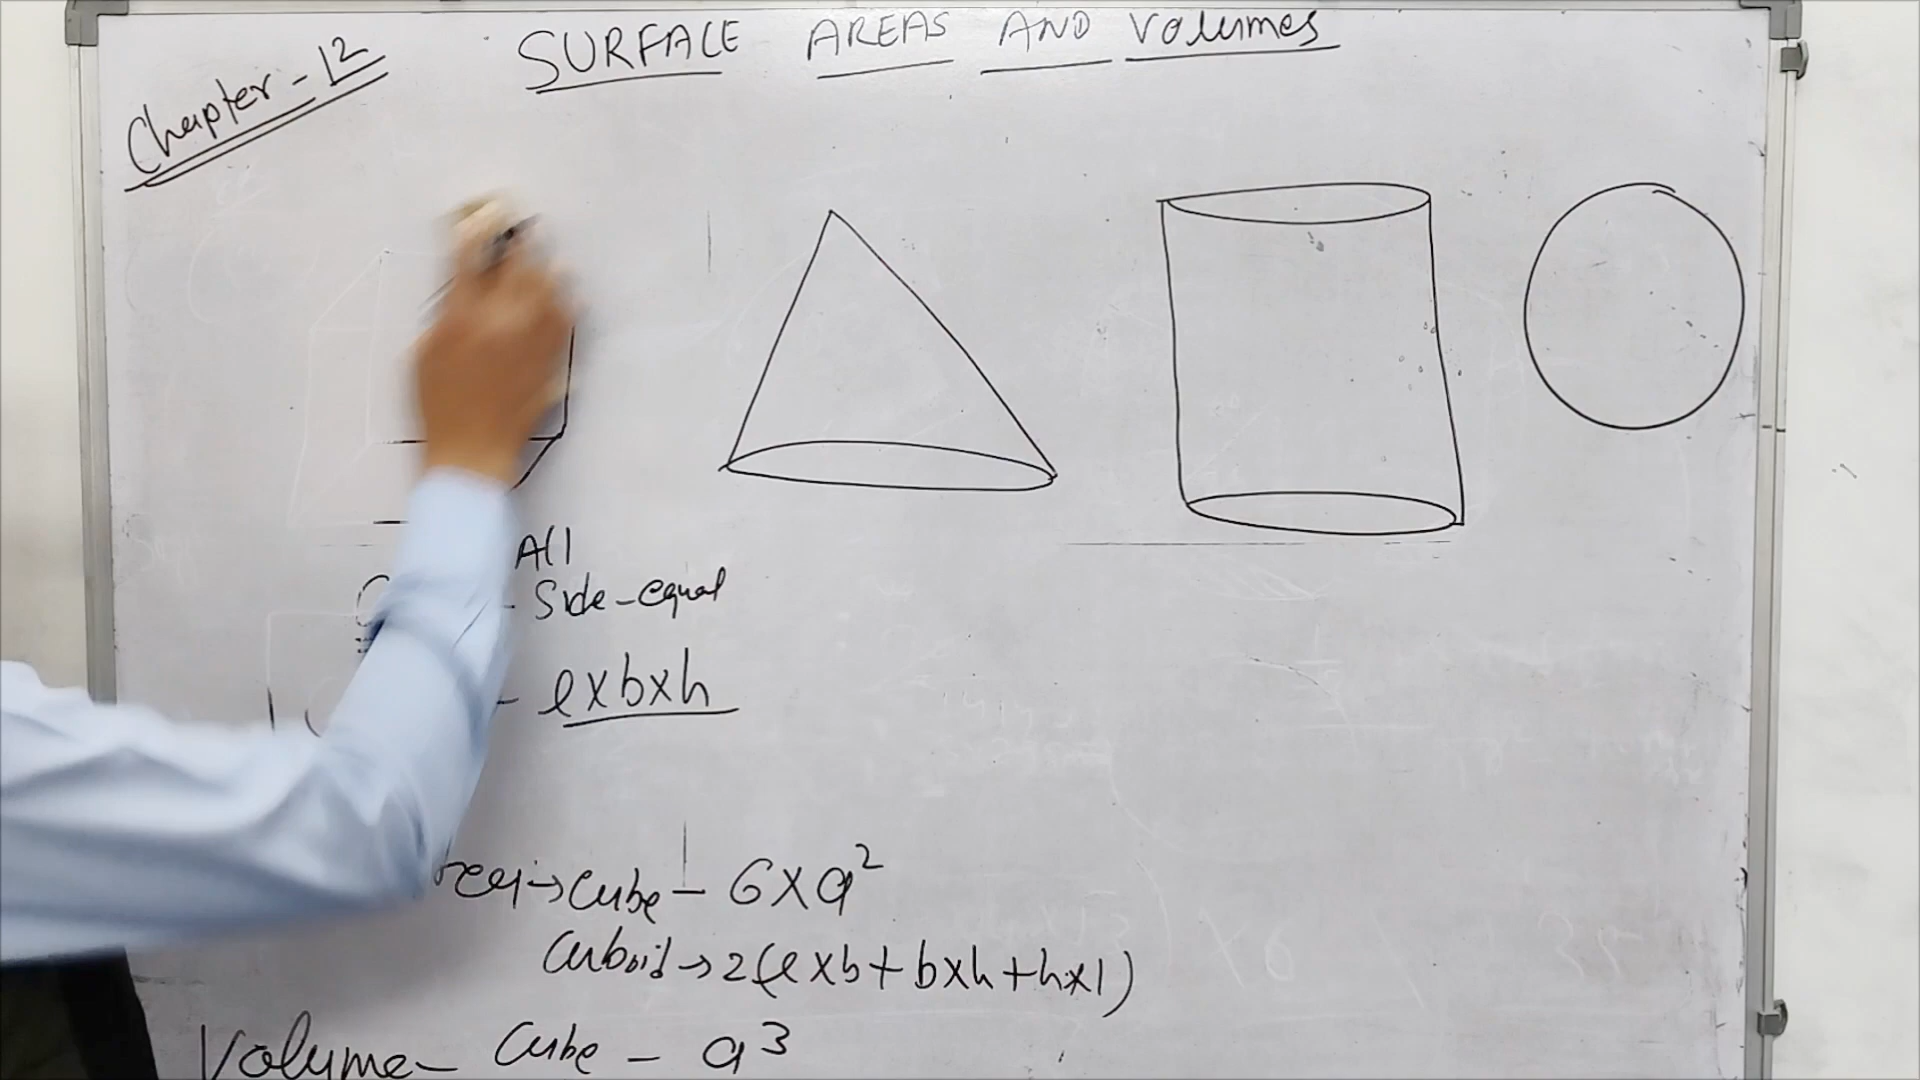 Chapter - 12
SURFACE AREAS AND Volumes
All
Side - equal
- l x b x h
→ Cube - 6 X a²
Cuboid → 2(l x b + b x h + h x l)
Volume - Cube - a³